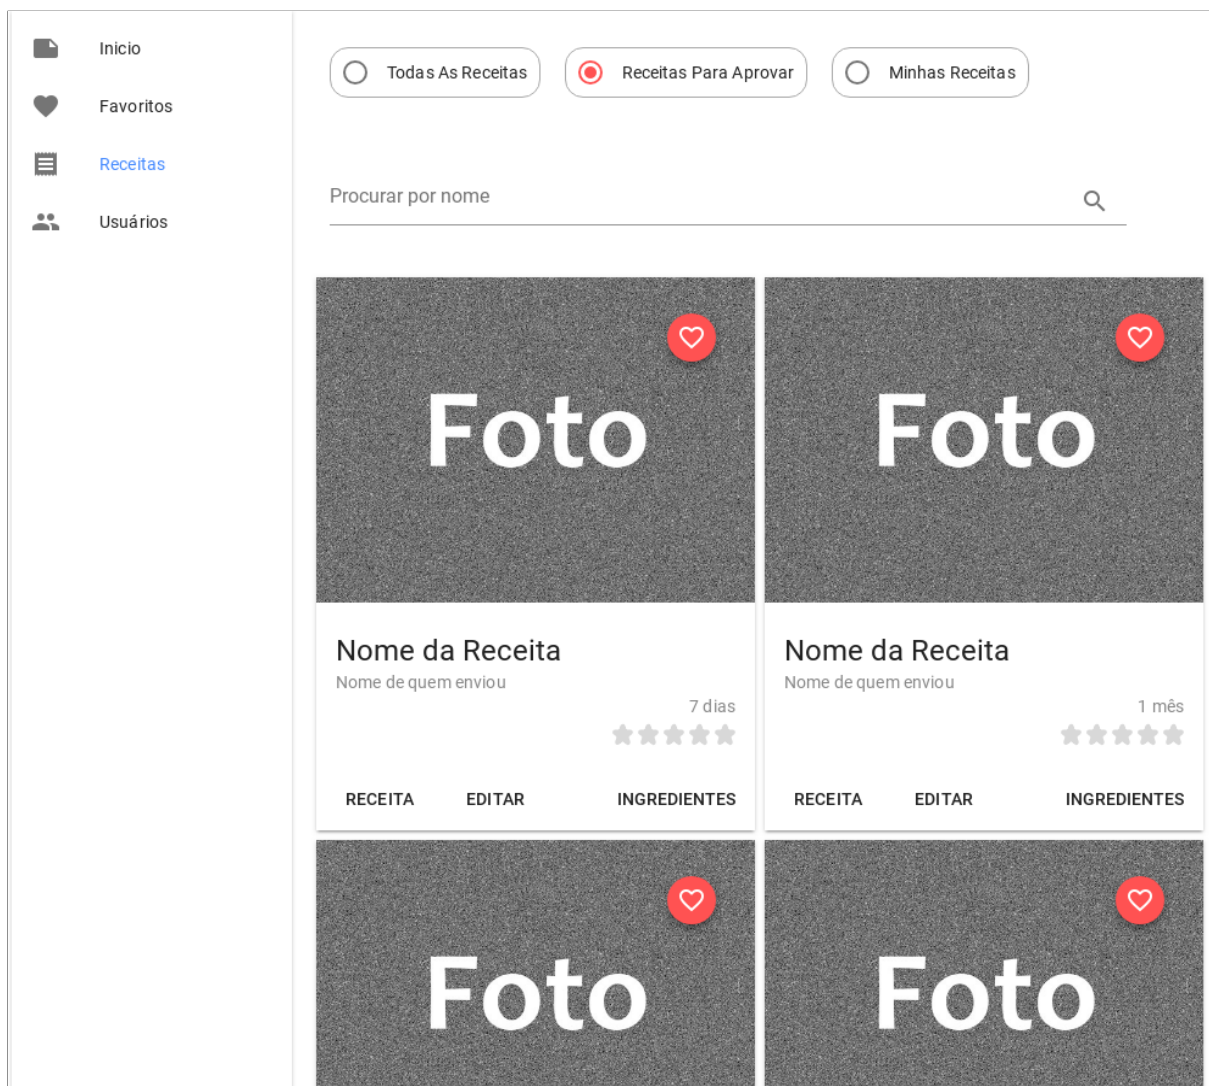 Inicio
Favoritos
Receitas
Usuários
Todas As Receitas
Receitas Para Aprovar
Minhas Receitas
Procurar por nome
Foto
Nome da Receita
Nome de quem enviou
7 dias
RECEITA EDITAR INGREDIENTES
Foto
Nome da Receita
Nome de quem enviou
1 mês
RECEITA EDITAR INGREDIENTES
Foto
Foto